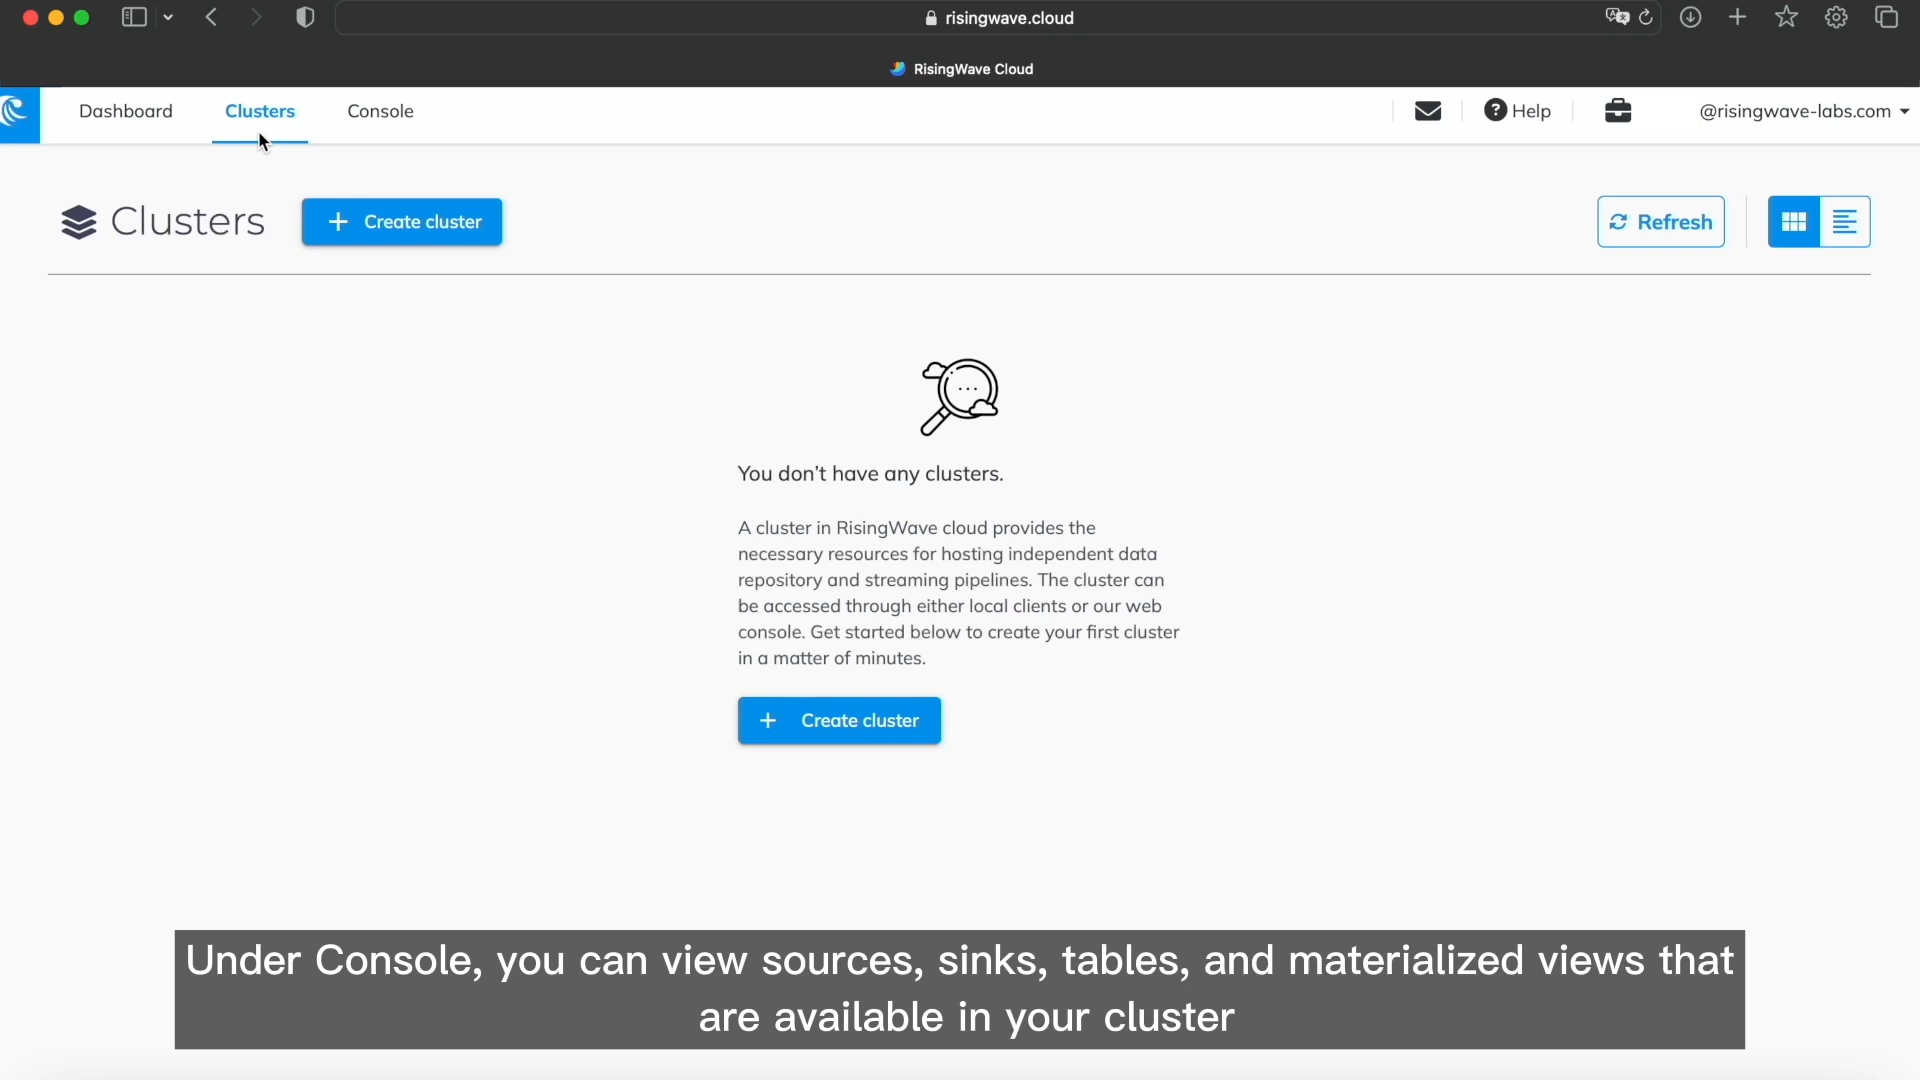 risingwave.cloud
RisingWave Cloud
Dashboard
Clusters
Console
Help
@risingwave-labs.com
Clusters
Create cluster
Refresh
You don't have any clusters.
A cluster in RisingWave cloud provides the
necessary resources for hosting independent data
repository and streaming pipelines. The cluster can
be accessed through either local clients or our web
console. Get started below to create your first cluster
in a matter of minutes.
Create cluster
Under Console, you can view sources, sinks, tables, and materialized views that
are available in your cluster